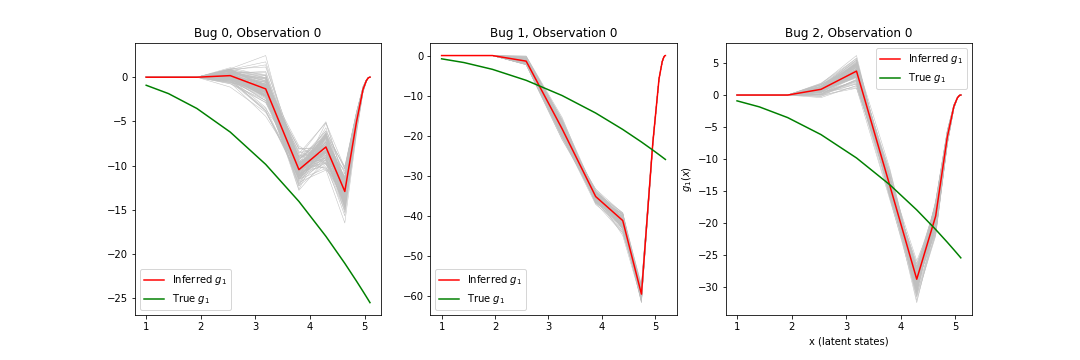 Bug 0, Observation 0
0
−5
−10
−15
−20
−25
1 2 3 4 5
Inferred g₁
True g₁
Bug 1, Observation 0
0
−10
−20
−30
−40
−50
−60
1 2 3 4 5
Inferred g₁
True g₁
Bug 2, Observation 0
g₁(x)
5
0
−5
−10
−15
−20
−25
−30
1 2 3 4 5
x (latent states)
Inferred g₁
True g₁